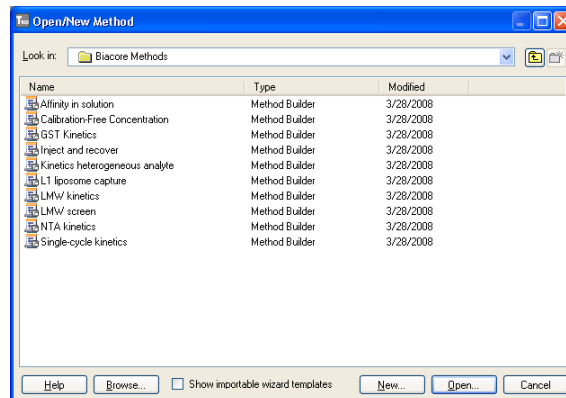 T100 Open/New Method
Look in: Biacore Methods
Name Type Modified
Affinity in solution Method Builder 3/28/2008
Calibration-Free Concentration Method Builder 3/28/2008
GST Kinetics Method Builder 3/28/2008
Inject and recover Method Builder 3/28/2008
Kinetics heterogeneous analyte Method Builder 3/28/2008
L1 liposome capture Method Builder 3/28/2008
LMW kinetics Method Builder 3/28/2008
LMW screen Method Builder 3/28/2008
NTA kinetics Method Builder 3/28/2008
Single-cycle kinetics Method Builder 3/28/2008
Help Browse... Show importable wizard templates New... Open... Cancel